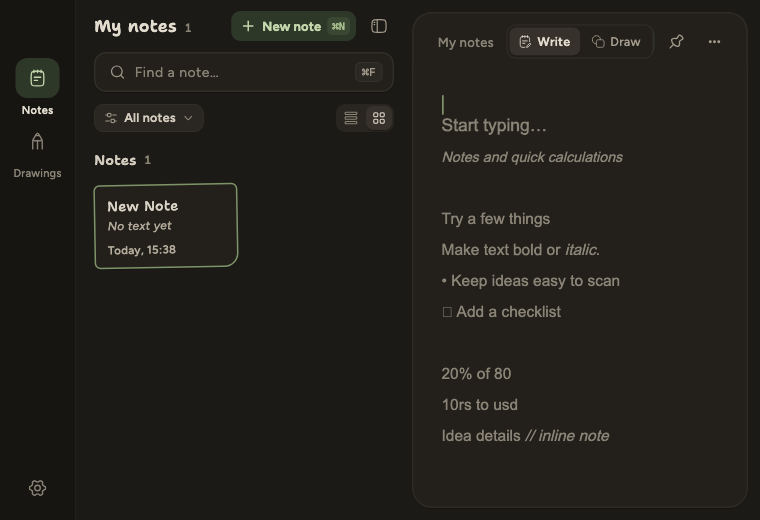 Notes
Drawings
My notes 1
New note ⌘N
Find a note... ⌘F
All notes
Notes 1
New Note
No text yet
Today, 15:38
My notes
Write
Draw
Start typing...
Notes and quick calculations
Try a few things
Make text bold or italic.
• Keep ideas easy to scan
□ Add a checklist
20% of 80
10rs to usd
Idea details // inline note